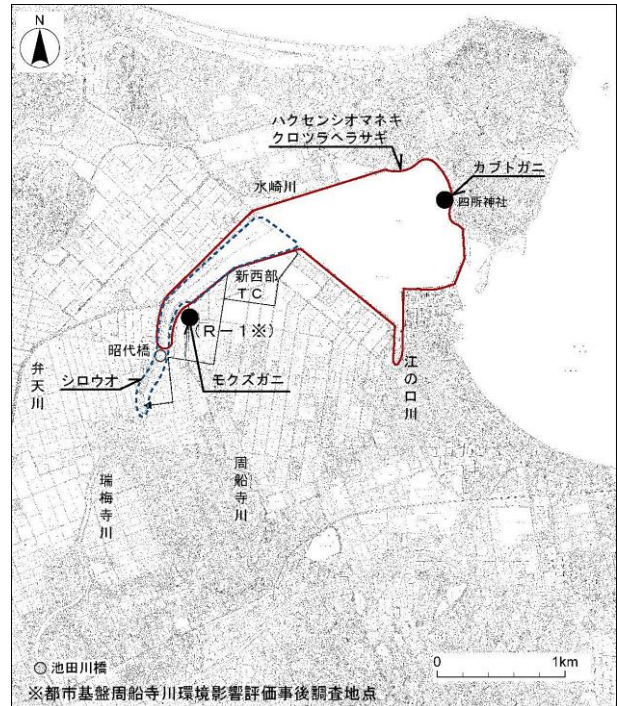 N
ハクセンシオマネキ
クロツラヘラサギ
カブトガニ
水崎川
四所神社
新西部
TC
(R-1※)
昭代橋
シロウオ
モクズガニ
弁天川
江の口川
周船寺川
瑞梅寺川
0 1km
池田川橋
※都市基盤周船寺川環境影響評価事後調査地点